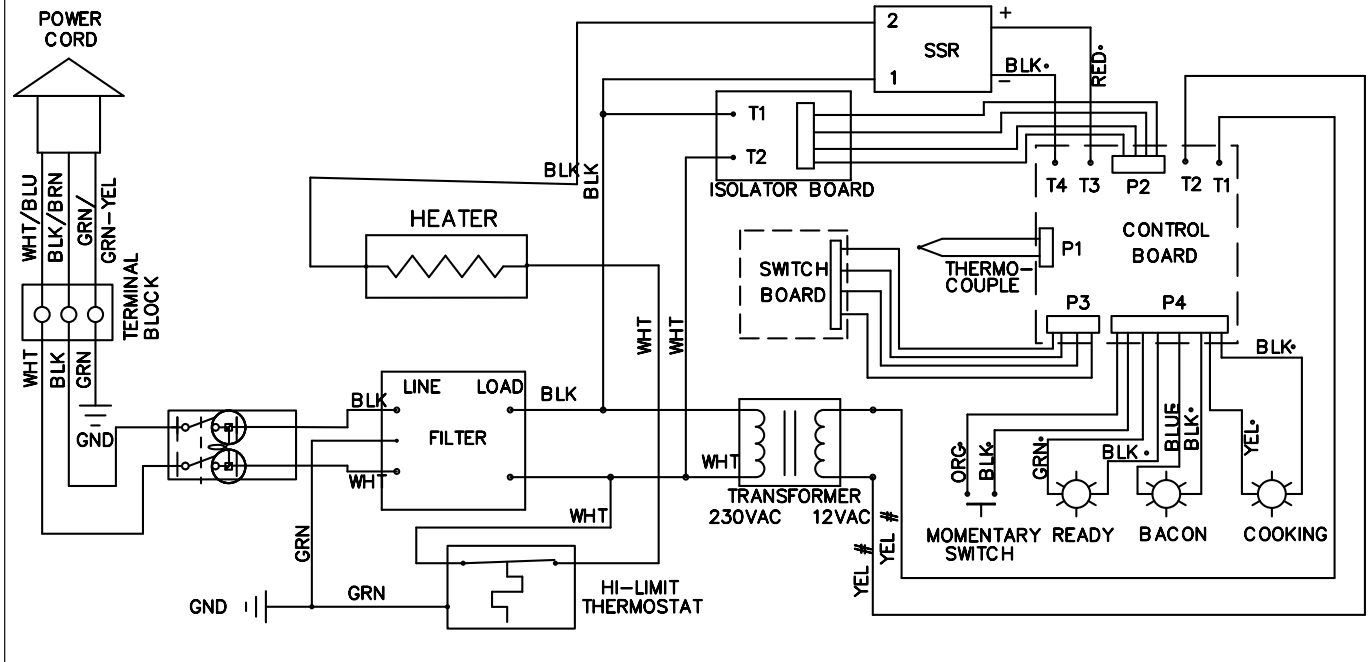 POWER
CORD
2
SSR
+
1
BLK•
−
RED•
T1
T2
ISOLATOR BOARD
BLK
BLK
T4
T3
P2
T2
T1
CONTROL
BOARD
P1
THERMO-
COUPLE
P3
P4
SWITCH
BOARD
HEATER
WHT/BLU
BLK/BRN
GRN/
GRN-YEL
TERMINAL
BLOCK
WHT
BLK
GRN
GND
WHT
WHT
LINE
LOAD
FILTER
BLK
WHT
BLK
WHT
WHT
TRANSFORMER
230VAC
12VAC
YEL #
YEL #
GRN
GND
GRN
HI-LIMIT
THERMOSTAT
ORG•
BLK•
GRN•
BLK•
BLUE
BLK•
YEL•
BLK•
MOMENTARY
SWITCH
READY
BACON
COOKING